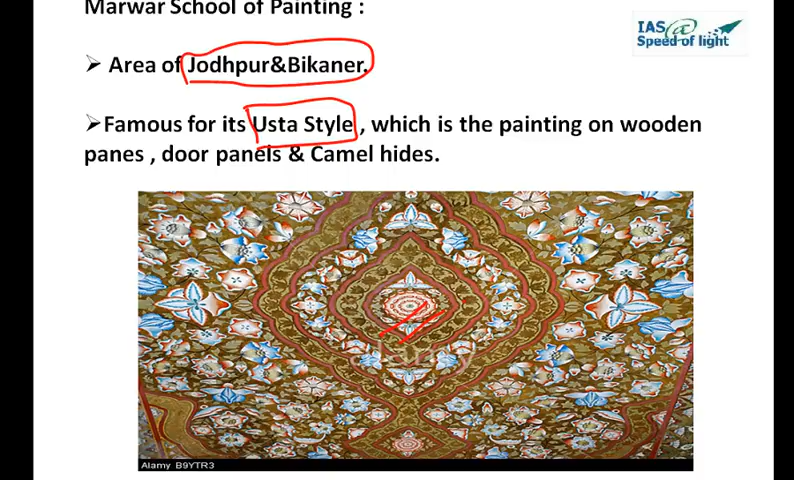 Marwar School of Painting :
IAS@
Speed of light
➢ Area of Jodhpur&Bikaner.
➢Famous for its Usta Style , which is the painting on wooden
panes , door panels & Camel hides.
alamy
Alamy B9YTR3